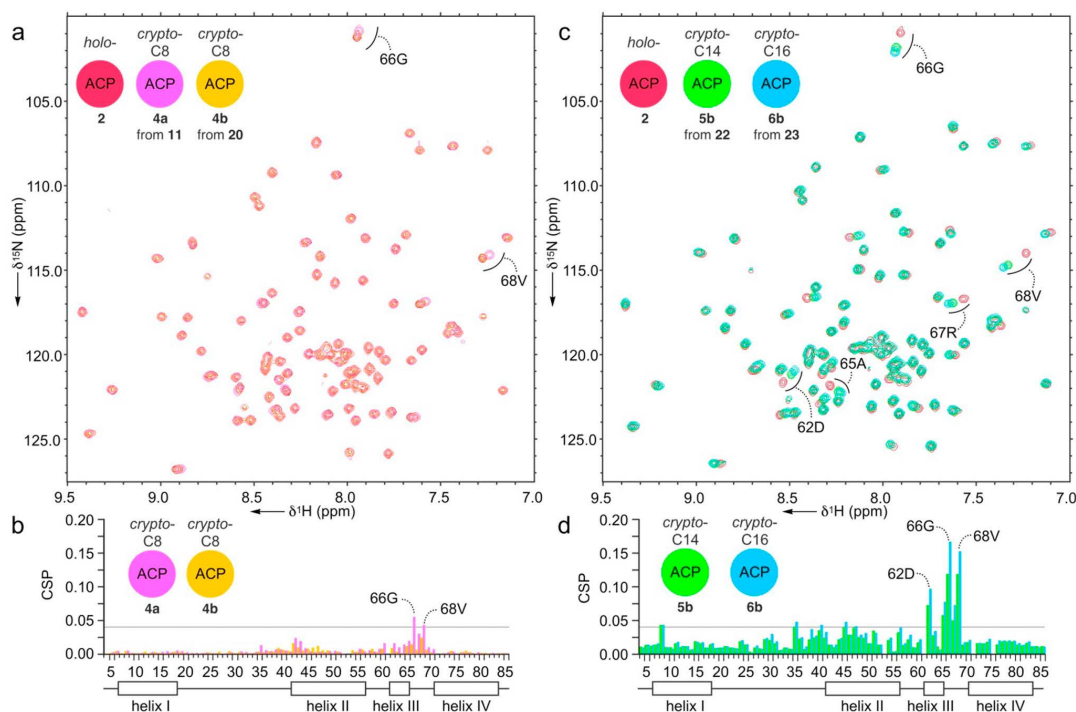 a
holo-
crypto-
C8
crypto-
C8
ACP
ACP
ACP
2
4a
4b
from 11
from 20
66G
68V
105.0
110.0
115.0
120.0
125.0
δ15N (ppm)
9.5
9.0
8.5
8.0
7.5
7.0
δ1H (ppm)
b
crypto-
C8
crypto-
C8
ACP
ACP
4a
4b
66G
68V
CSP
0.20
0.15
0.10
0.05
0.00
5 10 15 20 25 30 35 40 45 50 55 60 65 70 75 80 85
helix I
helix II
helix III
helix IV
c
holo-
crypto-
C14
crypto-
C16
ACP
ACP
ACP
2
5b
6b
from 22
from 23
66G
68V
67R
65A
62D
105.0
110.0
115.0
120.0
125.0
δ15N (ppm)
9.5
9.0
8.5
8.0
7.5
7.0
δ1H (ppm)
d
crypto-
C14
crypto-
C16
ACP
ACP
5b
6b
66G
68V
62D
CSP
0.20
0.15
0.10
0.05
0.00
5 10 15 20 25 30 35 40 45 50 55 60 65 70 75 80 85
helix I
helix II
helix III
helix IV